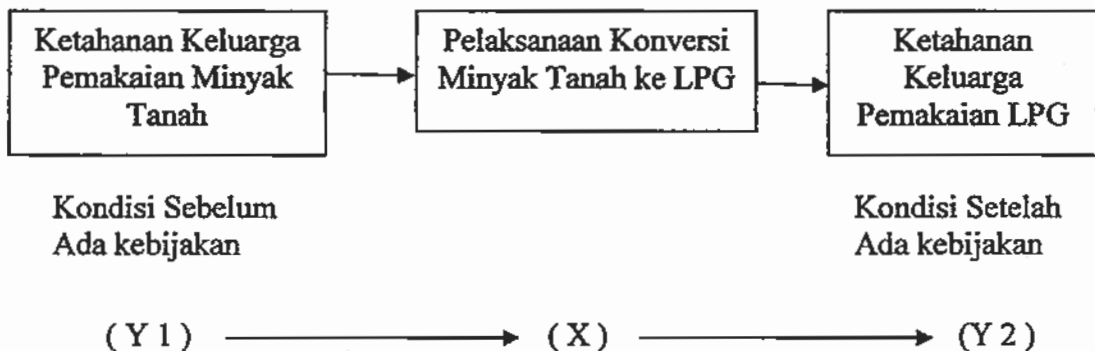 Ketahanan Keluarga
Pemakaian Minyak
Tanah
Pelaksanaan Konversi
Minyak Tanah ke LPG
Ketahanan
Keluarga
Pemakaian LPG
Kondisi Sebelum
Ada kebijakan
Kondisi Setelah
Ada kebijakan
( Y 1 ) ( X ) (Y 2 )